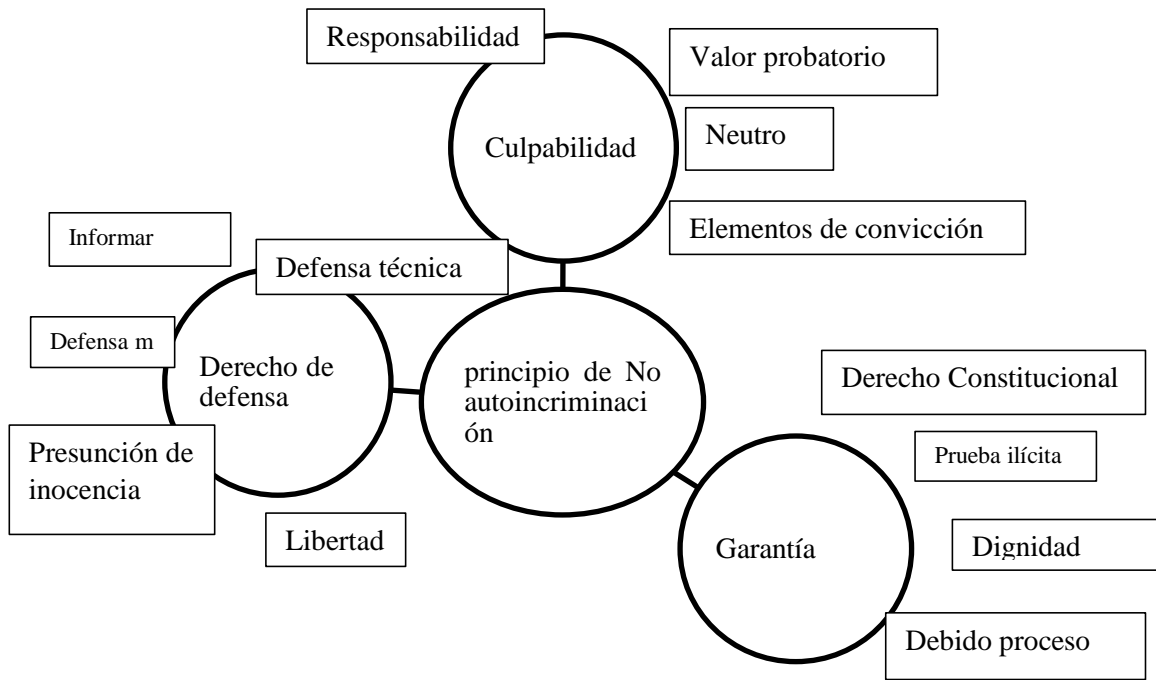 Responsabilidad
Valor probatorio
Neutro
Culpabilidad
Elementos de convicción
Informar
Defensa técnica
Defensa m
Derecho de
defensa
Presunción de
inocencia
Libertad
principio de No
autoincriminaci
ón
Derecho Constitucional
Prueba ilícita
Dignidad
Garantía
Debido proceso